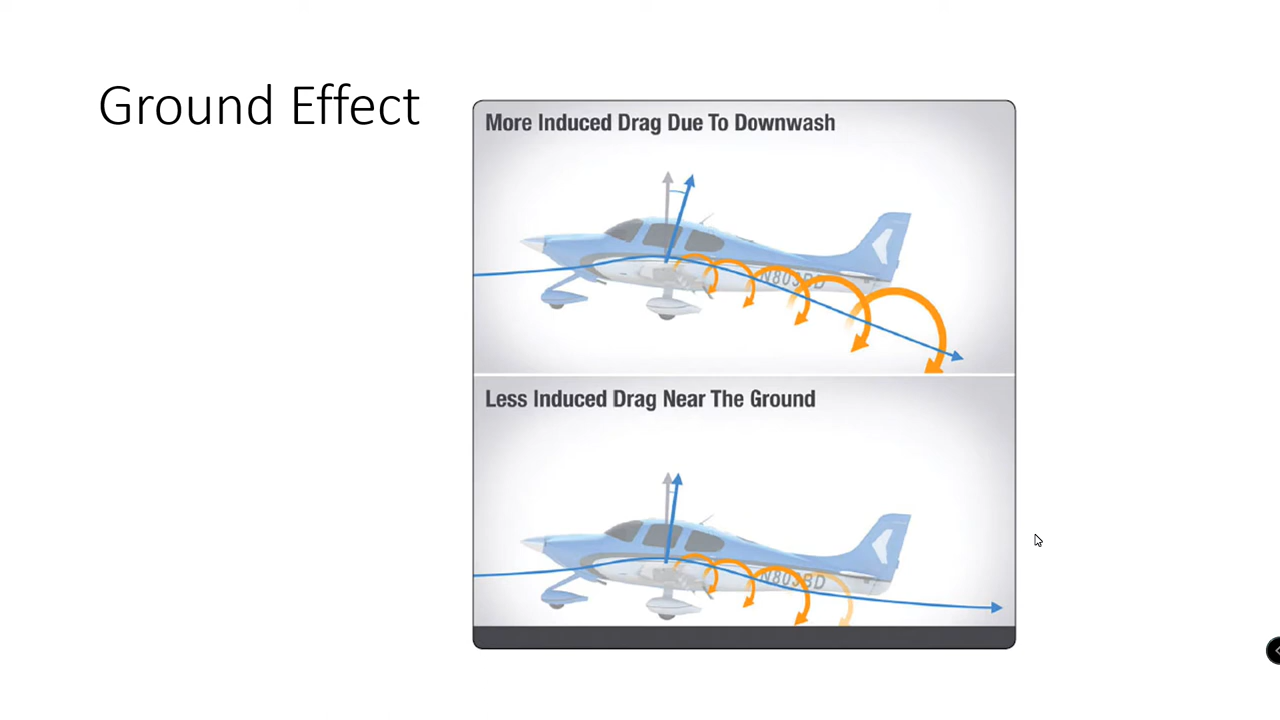 Ground Effect
More Induced Drag Due To Downwash
Less Induced Drag Near The Ground